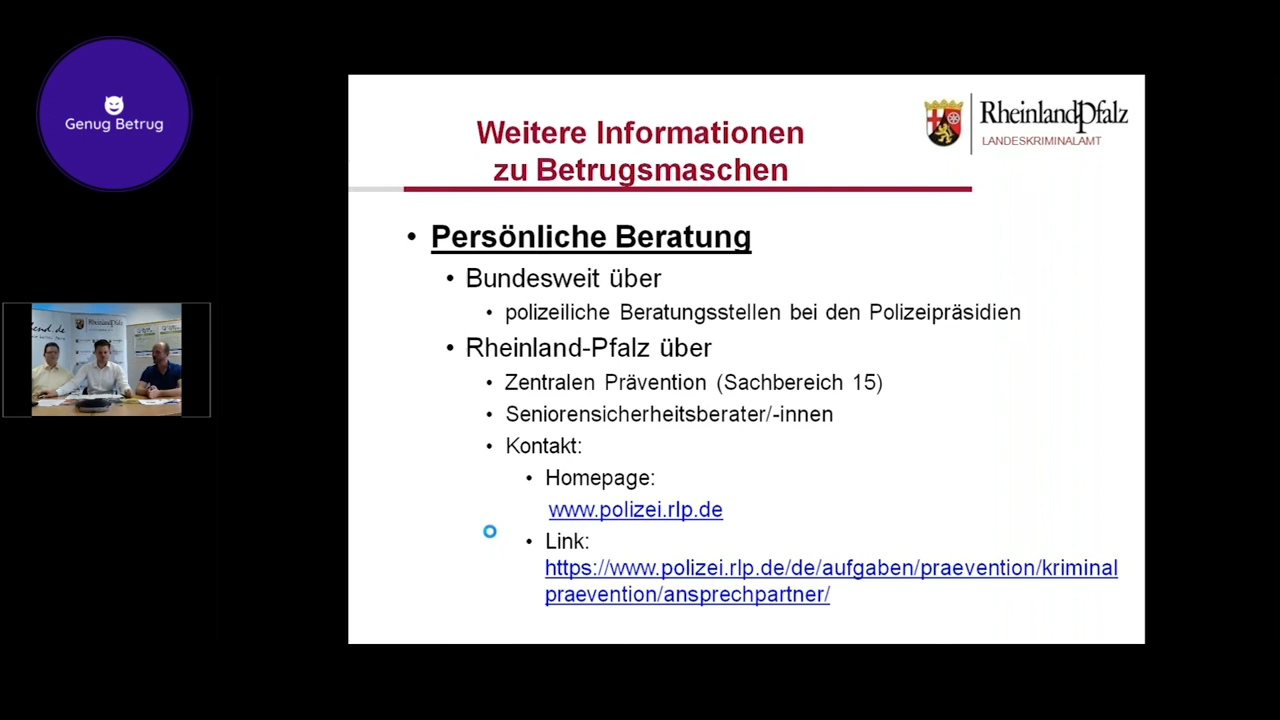 Genug Betrug
Weitere Informationen
zu Betrugsmaschen
RheinlandPfalz
LANDESKRIMINALAMT
• Persönliche Beratung
• Bundesweit über
• polizeiliche Beratungsstellen bei den Polizeipräsidien
• Rheinland-Pfalz über
• Zentralen Prävention (Sachbereich 15)
• Seniorensicherheitsberater/-innen
• Kontakt:
• Homepage:
www.polizei.rlp.de
• Link:
https://www.polizei.rlp.de/de/aufgaben/praevention/kriminal
praevention/ansprechpartner/
RheinlandPfalz